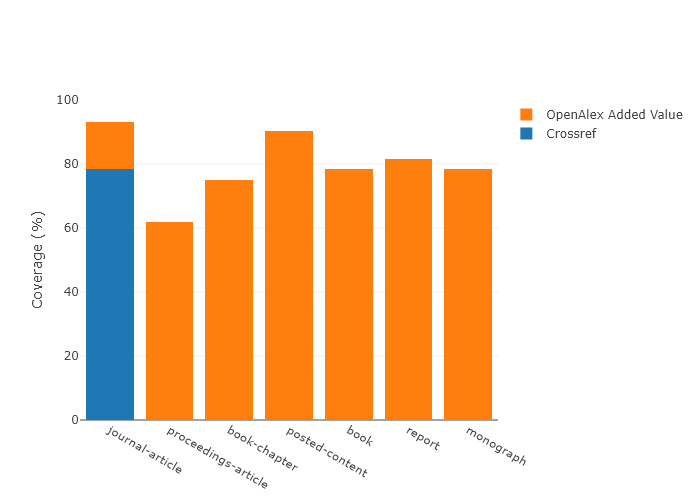 100
80
60
40
20
0
Coverage (%)
journal-article
proceedings-article
book-chapter
posted-content
book
report
monograph
OpenAlex Added Value
Crossref